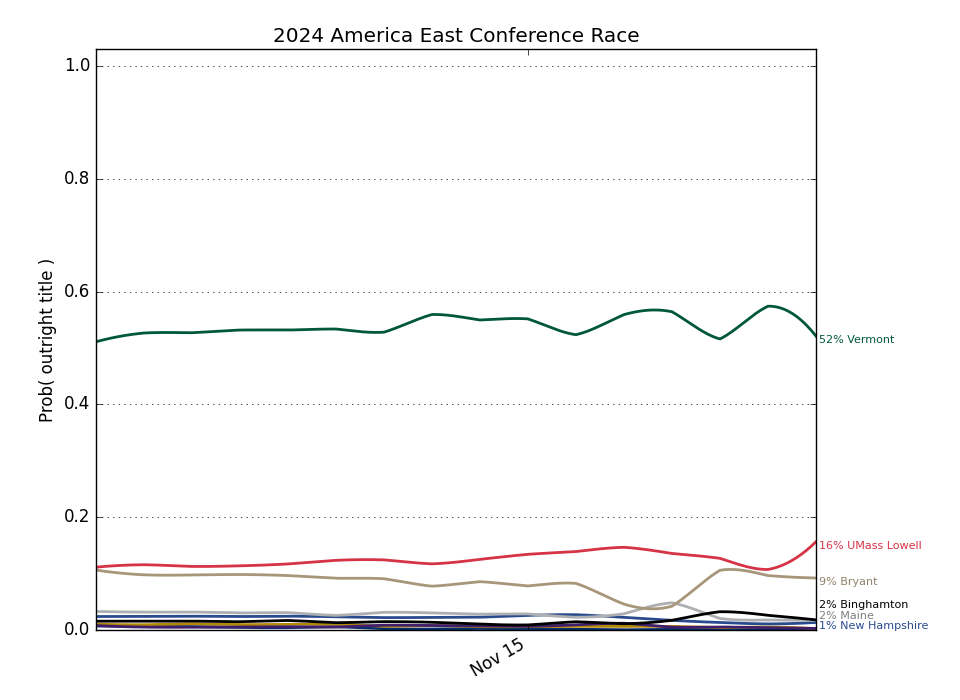 2024 America East Conference Race
Prob( outright title )
1.0
0.8
0.6
0.4
0.2
0.0
52% Vermont
16% UMass Lowell
9% Bryant
2% Binghamton
2% Maine
1% New Hampshire
Nov 15